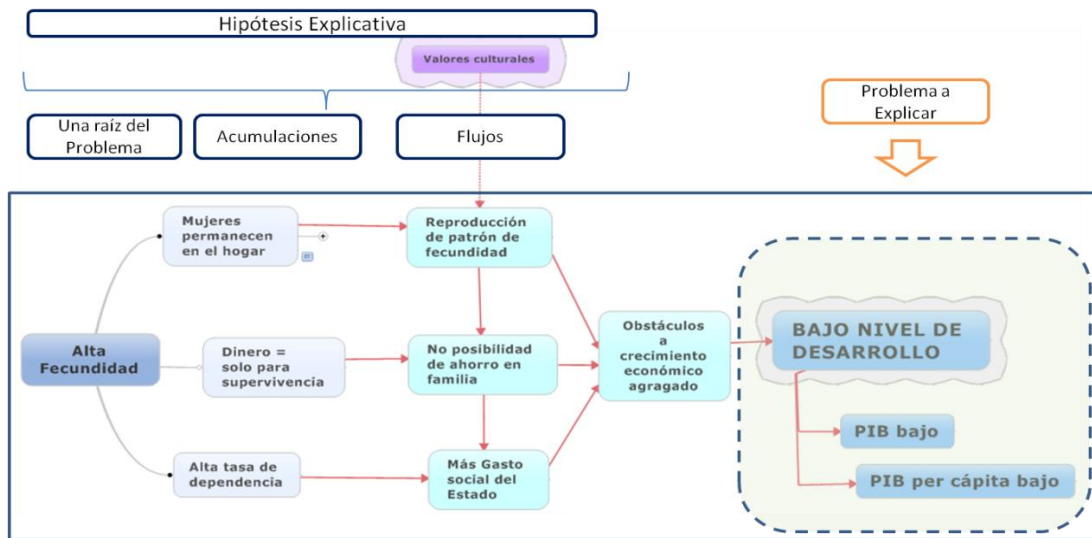 Hipótesis Explicativa
Valores culturales
Una raíz del
Problema
Acumulaciones
Flujos
Problema a
Explicar
Mujeres
permanecen
en el hogar
Reproducción
de patrón de
fecundidad
Alta
Fecundidad
Dinero =
solo para
supervivencia
No posibilidad
de ahorro en
familia
Obstáculos
a
crecimiento
económico
agragado
BAJO NIVEL DE
DESARROLLO
PIB bajo
PIB per cápita bajo
Alta tasa de
dependencia
Más Gasto
social del
Estado